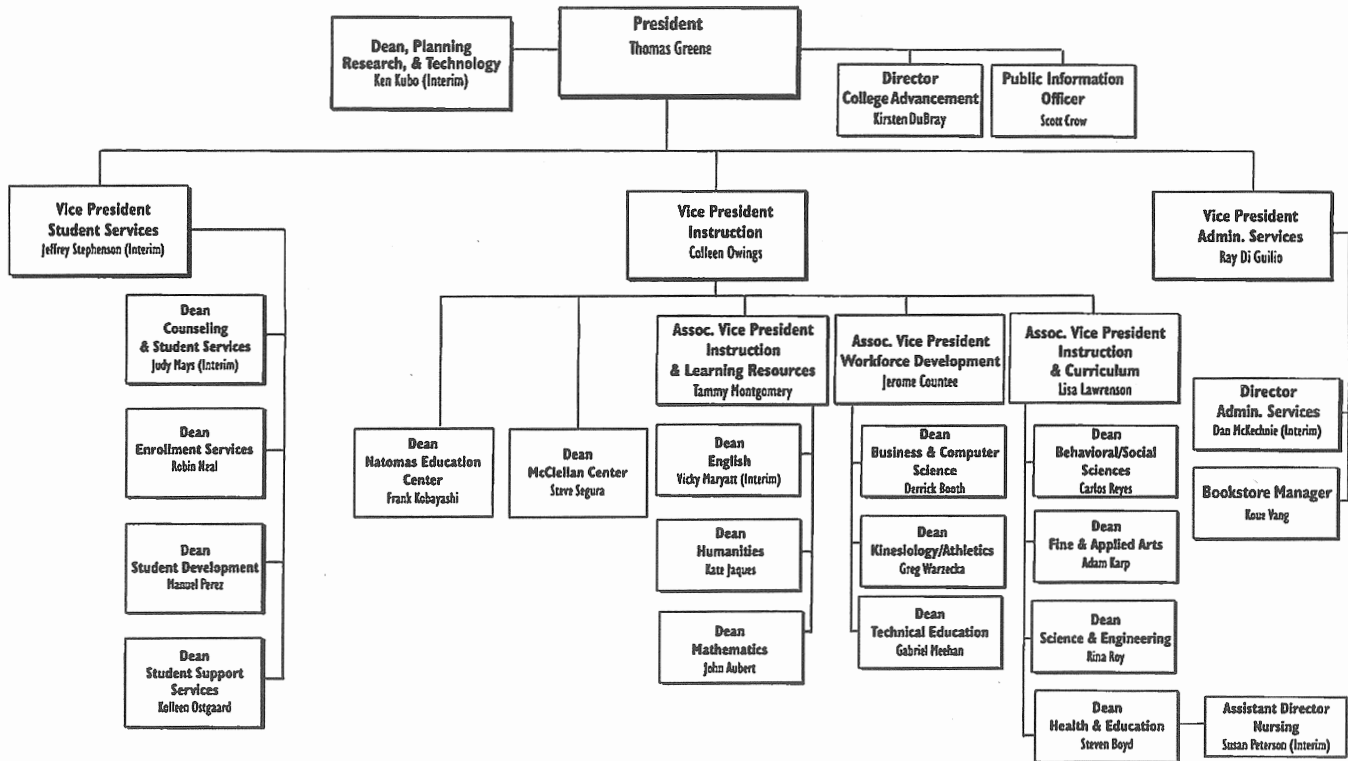 President
Thomas Greene
Dean, Planning
Research, & Technology
Ken Kubo (Interim)
Director
College Advancement
Kirsten DuBray
Public Information
Officer
Scott Crow
Vice President
Student Services
Jeffrey Stephenson (Interim)
Vice President
Instruction
Colleen Owings
Vice President
Admin. Services
Ray Di Guilio
Dean
Counseling
& Student Services
Judy Mays (Interim)
Dean
Enrollment Services
Robin Neal
Dean
Student Development
Manuel Perez
Dean
Student Support
Services
Kolleen Ostgaard
Dean
Natomas Education
Center
Frank Kobayashi
Dean
McClellan Center
Steve Segura
Assoc. Vice President
Instruction
& Learning Resources
Tammy Montgomery
Dean
English
Vicky Maryatt (Interim)
Dean
Humanities
Kate Jaques
Dean
Mathematics
John Aubert
Assoc. Vice President
Workforce Development
Jerome Countee
Dean
Business & Computer
Science
Derrick Booth
Dean
Kinesiology/Athletics
Greg Warzecka
Dean
Technical Education
Gabriel Meehan
Assoc. Vice President
Instruction
& Curriculum
Lisa Lawrenson
Dean
Behavioral/Social
Sciences
Carlos Reyes
Dean
Fine & Applied Arts
Adam Karp
Dean
Science & Engineering
Rina Roy
Dean
Health & Education
Steven Boyd
Assistant Director
Nursing
Susan Peterson (Interim)
Director
Admin. Services
Dan McKechnie (Interim)
Bookstore Manager
Koue Vang